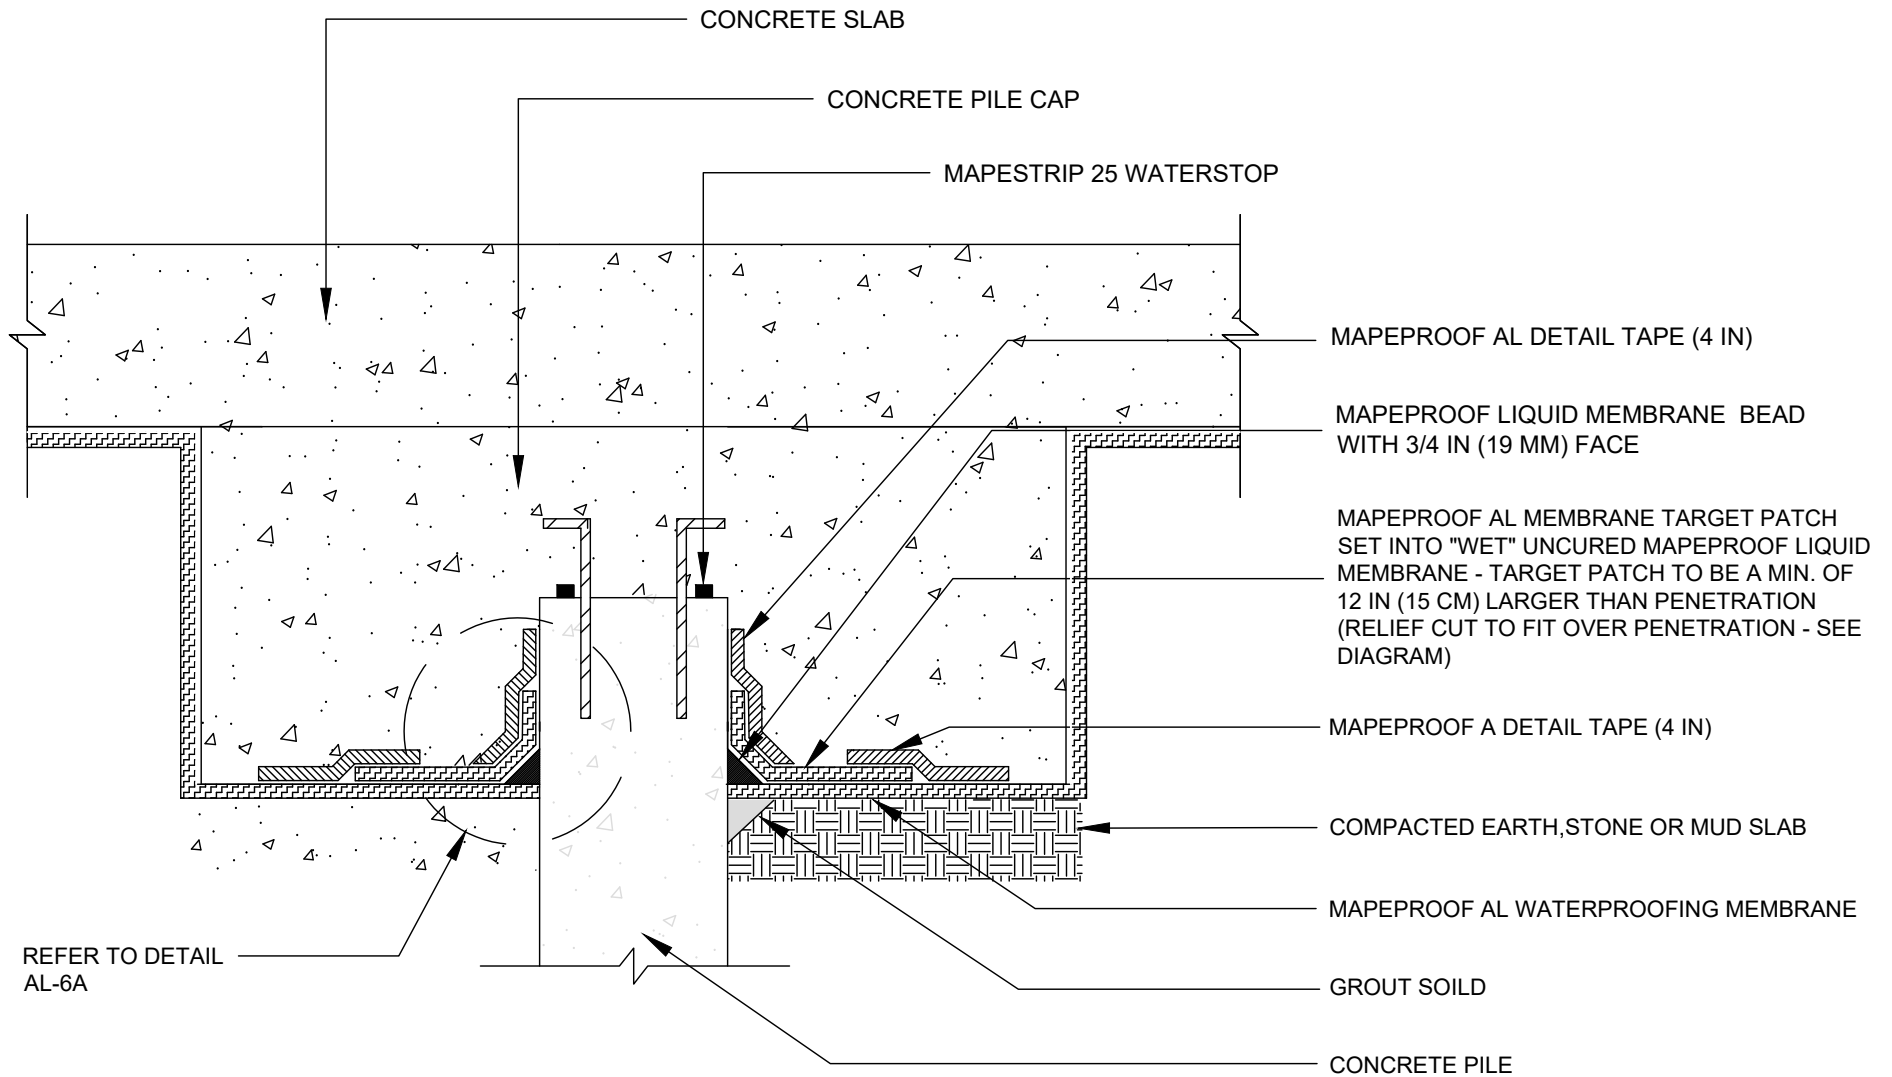 CONCRETE SLAB
CONCRETE PILE CAP
MAPESTRIP 25 WATERSTOP
MAPEPROOF AL DETAIL TAPE (4 IN)
MAPEPROOF LIQUID MEMBRANE BEAD
WITH 3/4 IN (19 MM) FACE
MAPEPROOF AL MEMBRANE TARGET PATCH
SET INTO "WET" UNCURED MAPEPROOF LIQUID
MEMBRANE - TARGET PATCH TO BE A MIN. OF
12 IN (15 CM) LARGER THAN PENETRATION
(RELIEF CUT TO FIT OVER PENETRATION - SEE
DIAGRAM)
MAPEPROOF A DETAIL TAPE (4 IN)
COMPACTED EARTH,STONE OR MUD SLAB
MAPEPROOF AL WATERPROOFING MEMBRANE
REFER TO DETAIL
AL-6A
GROUT SOILD
CONCRETE PILE